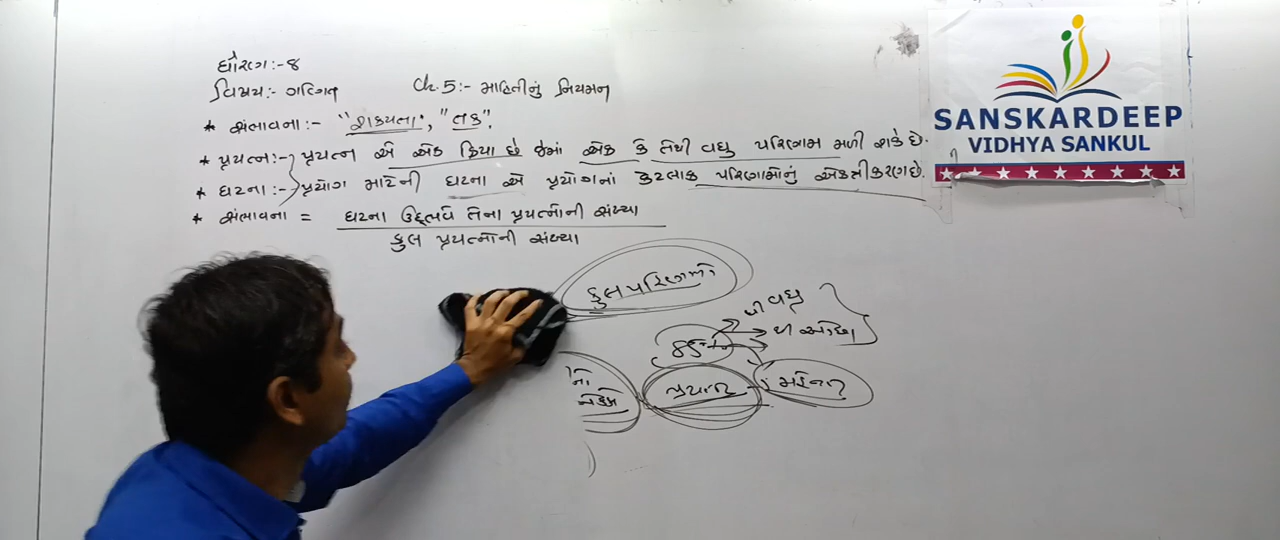 ધોરણ:- ૪
વિષય:- ગણિત
Ch. 5:- માહિતીનું નિયમન
* સંભાવના:- "શક્યતા", "તક".
* પ્રયત્ન:- પ્રયત્ન એ એક ક્રિયા છે જેમાં એક કે તેથી વધુ પરિણામ મળી શકે છે.
* ઘટના:- પ્રયોગ માટેની ઘટના એ પ્રયોગનાં કેટલાક પરિણામોનું એકત્રીકરણ છે.
* સંભાવના = ઘટના ઉદ્દભવે તેના પ્રયત્નોની સંખ્યા
કુલ પ્રયત્નોની સંખ્યા
કુલ પરિણામો
થી વધુ
થી ઓછા
પ્રયત્ન
SANSKARDEEP
VIDHYA SANKUL